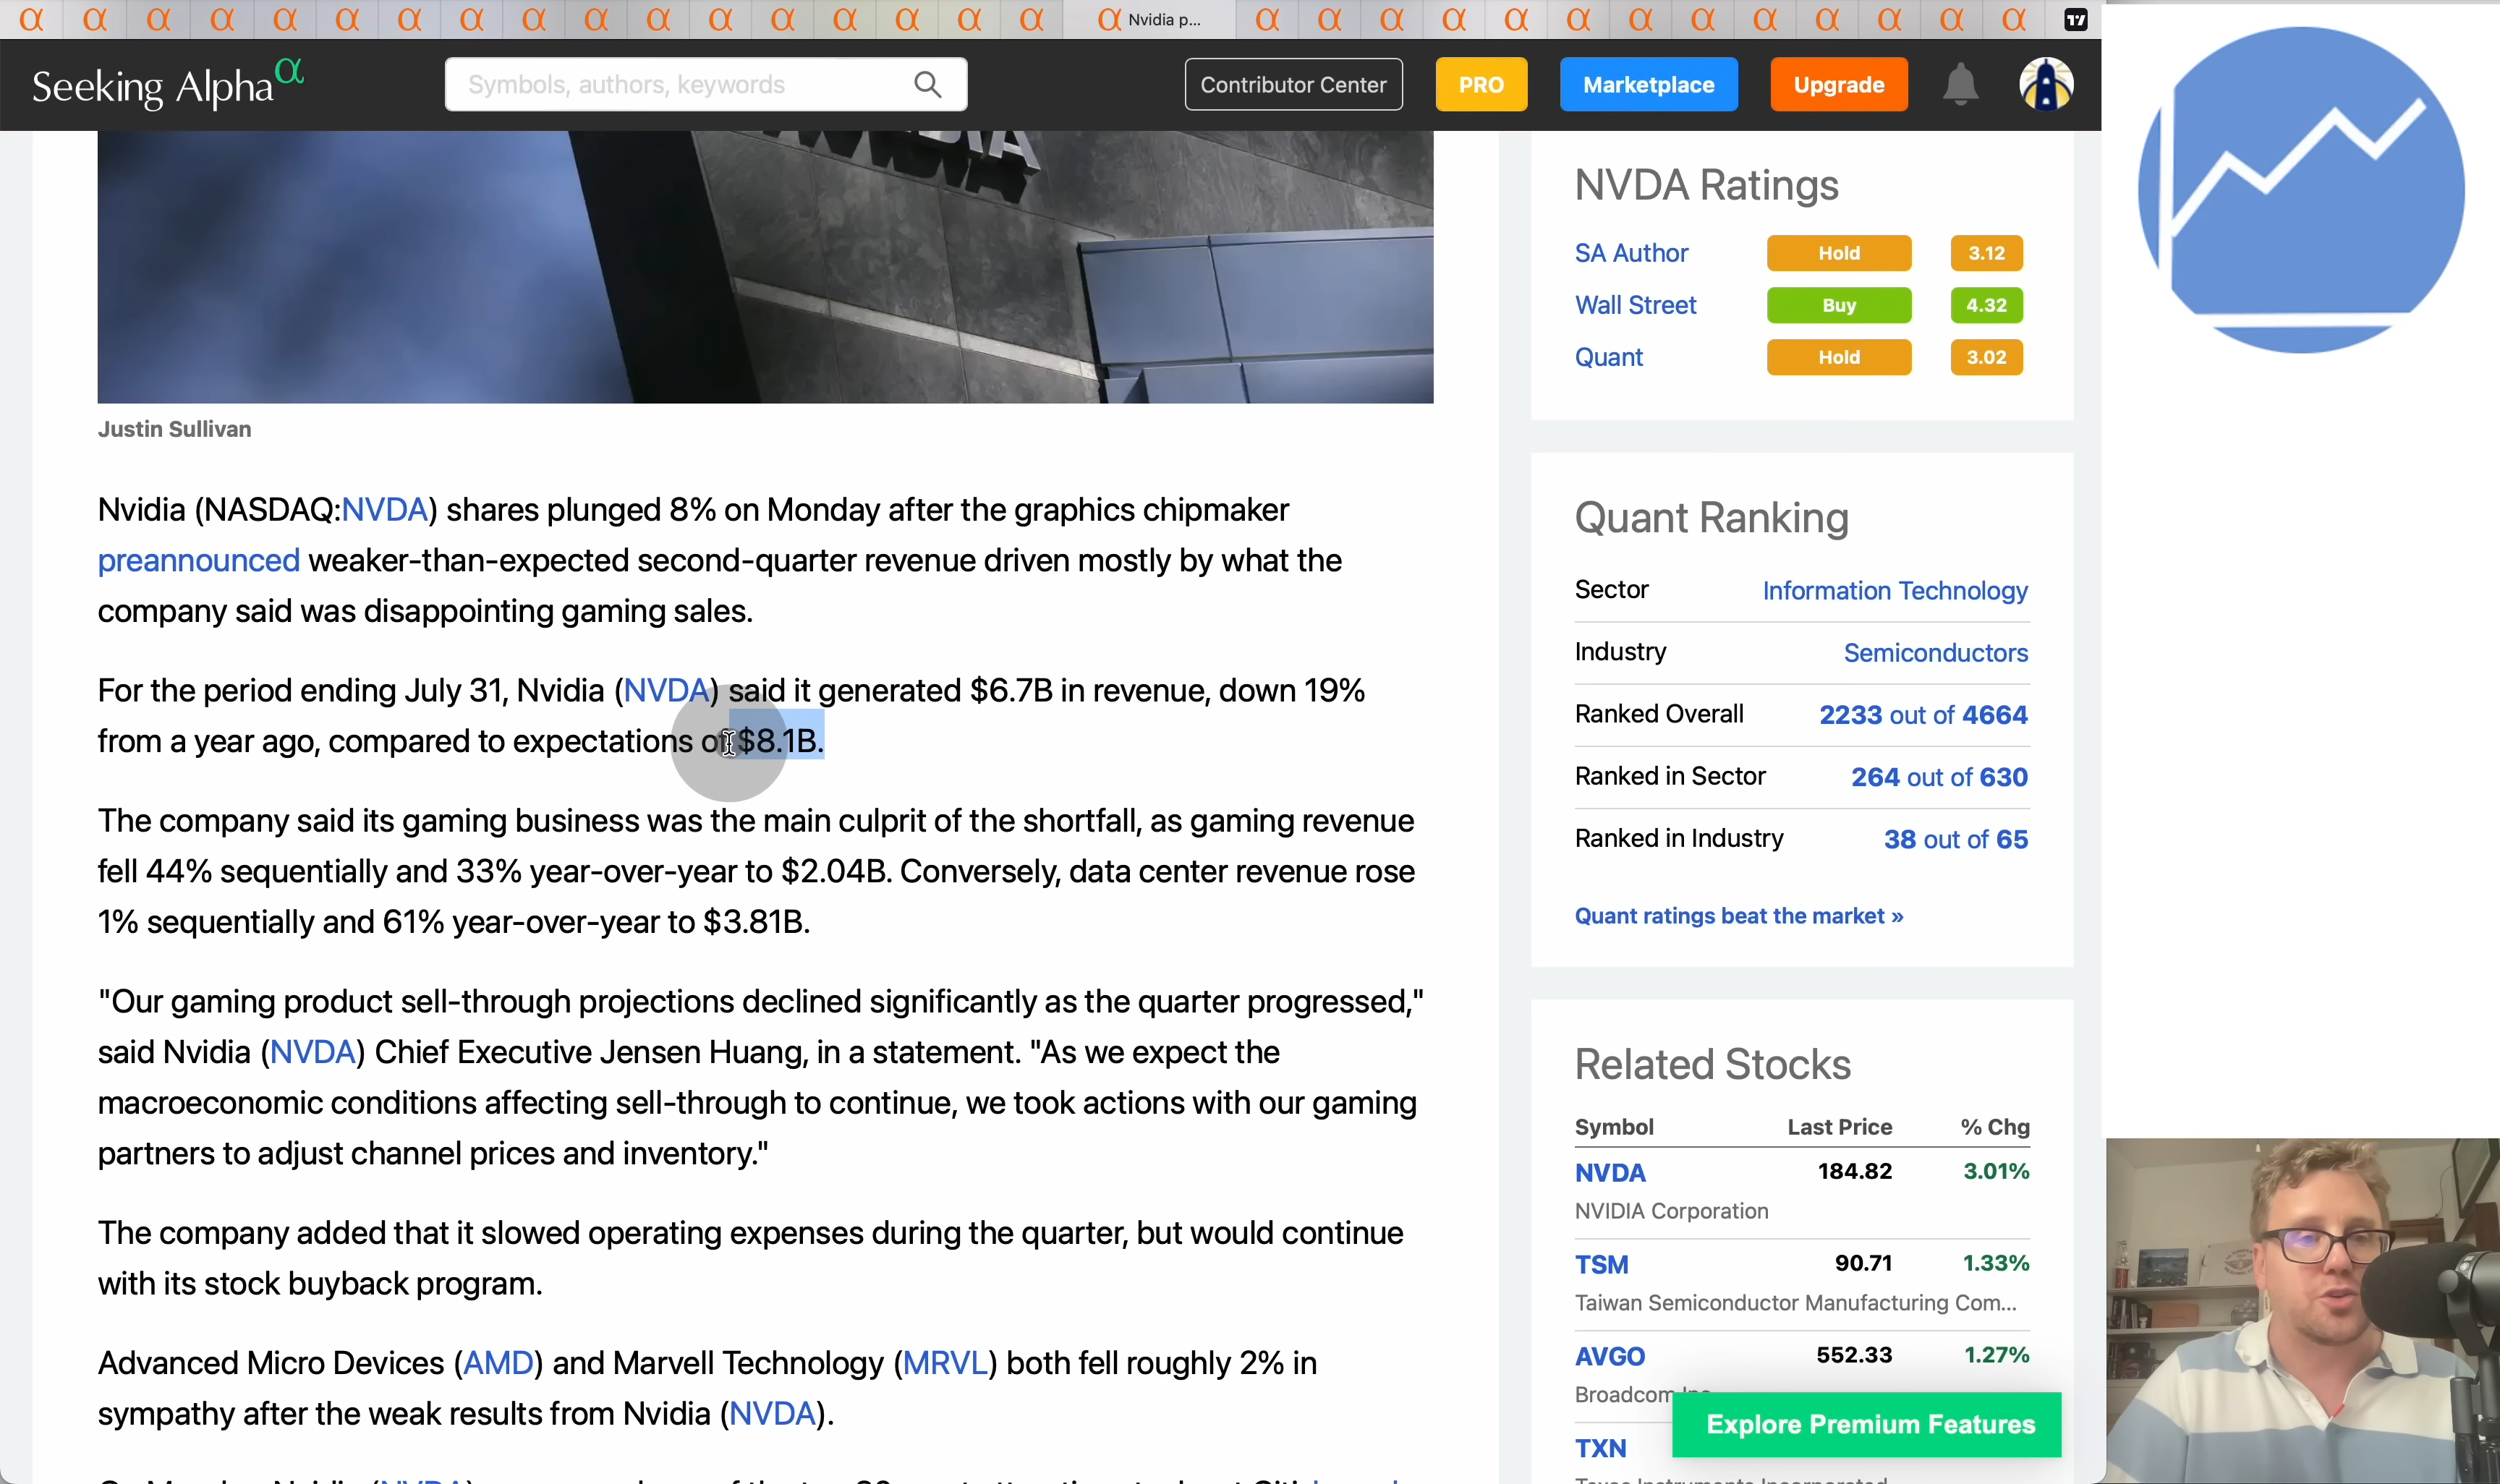 Nvidia p...
Seeking Alpha α
Symbols, authors, keywords
Contributor Center
PRO
Marketplace
Upgrade
Justin Sullivan
Nvidia (NASDAQ:NVDA) shares plunged 8% on Monday after the graphics chipmaker
preannounced weaker-than-expected second-quarter revenue driven mostly by what the
company said was disappointing gaming sales.
For the period ending July 31, Nvidia (NVDA) said it generated $6.7B in revenue, down 19%
from a year ago, compared to expectations of $8.1B.
The company said its gaming business was the main culprit of the shortfall, as gaming revenue
fell 44% sequentially and 33% year-over-year to $2.04B. Conversely, data center revenue rose
1% sequentially and 61% year-over-year to $3.81B.
"Our gaming product sell-through projections declined significantly as the quarter progressed,"
said Nvidia (NVDA) Chief Executive Jensen Huang, in a statement. "As we expect the
macroeconomic conditions affecting sell-through to continue, we took actions with our gaming
partners to adjust channel prices and inventory."
The company added that it slowed operating expenses during the quarter, but would continue
with its stock buyback program.
Advanced Micro Devices (AMD) and Marvell Technology (MRVL) both fell roughly 2% in
sympathy after the weak results from Nvidia (NVDA).
NVDA Ratings
SA Author Hold 3.12
Wall Street Buy 4.32
Quant Hold 3.02
Quant Ranking
Sector Information Technology
Industry Semiconductors
Ranked Overall 2233 out of 4664
Ranked in Sector 264 out of 630
Ranked in Industry 38 out of 65
Quant ratings beat the market »
Related Stocks
Symbol Last Price % Chg
NVDA 184.82 3.01%
NVIDIA Corporation
TSM 90.71 1.33%
Taiwan Semiconductor Manufacturing Com...
AVGO 552.33 1.27%
Broadcom
Explore Premium Features
TXN